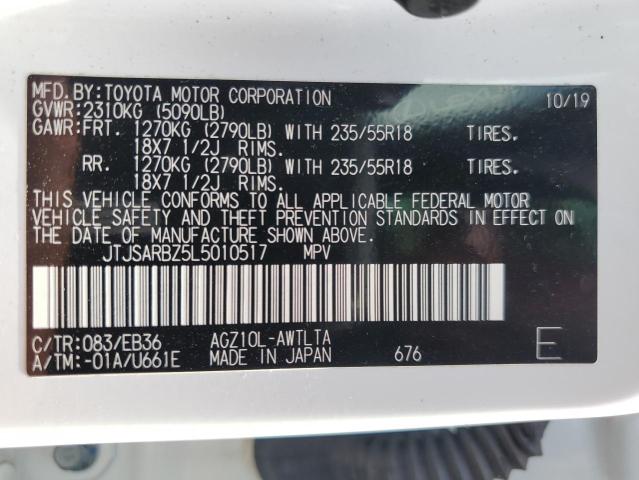 MFD.BY:TOYOTA MOTOR CORPORATION 10/19
GVWR:2310KG (5090LB)
GAWR:FRT. 1270KG (2790LB) WITH 235/55R18 TIRES.
18X7 1/2J RIMS.
RR. 1270KG (2790LB) WITH 235/55R18 TIRES.
18X7 1/2J RIMS.
THIS VEHICLE CONFORMS TO ALL APPLICABLE FEDERAL MOTOR
VEHICLE SAFETY AND THEFT PREVENTION STANDARDS IN EFFECT ON
THE DATE OF MANUFACTURE SHOWN ABOVE.
JTJSARBZ5L5010517 MPV
C/TR:083/EB36 AGZ10L-AWTLTA
A/TM:-01A/U661E MADE IN JAPAN 676 E